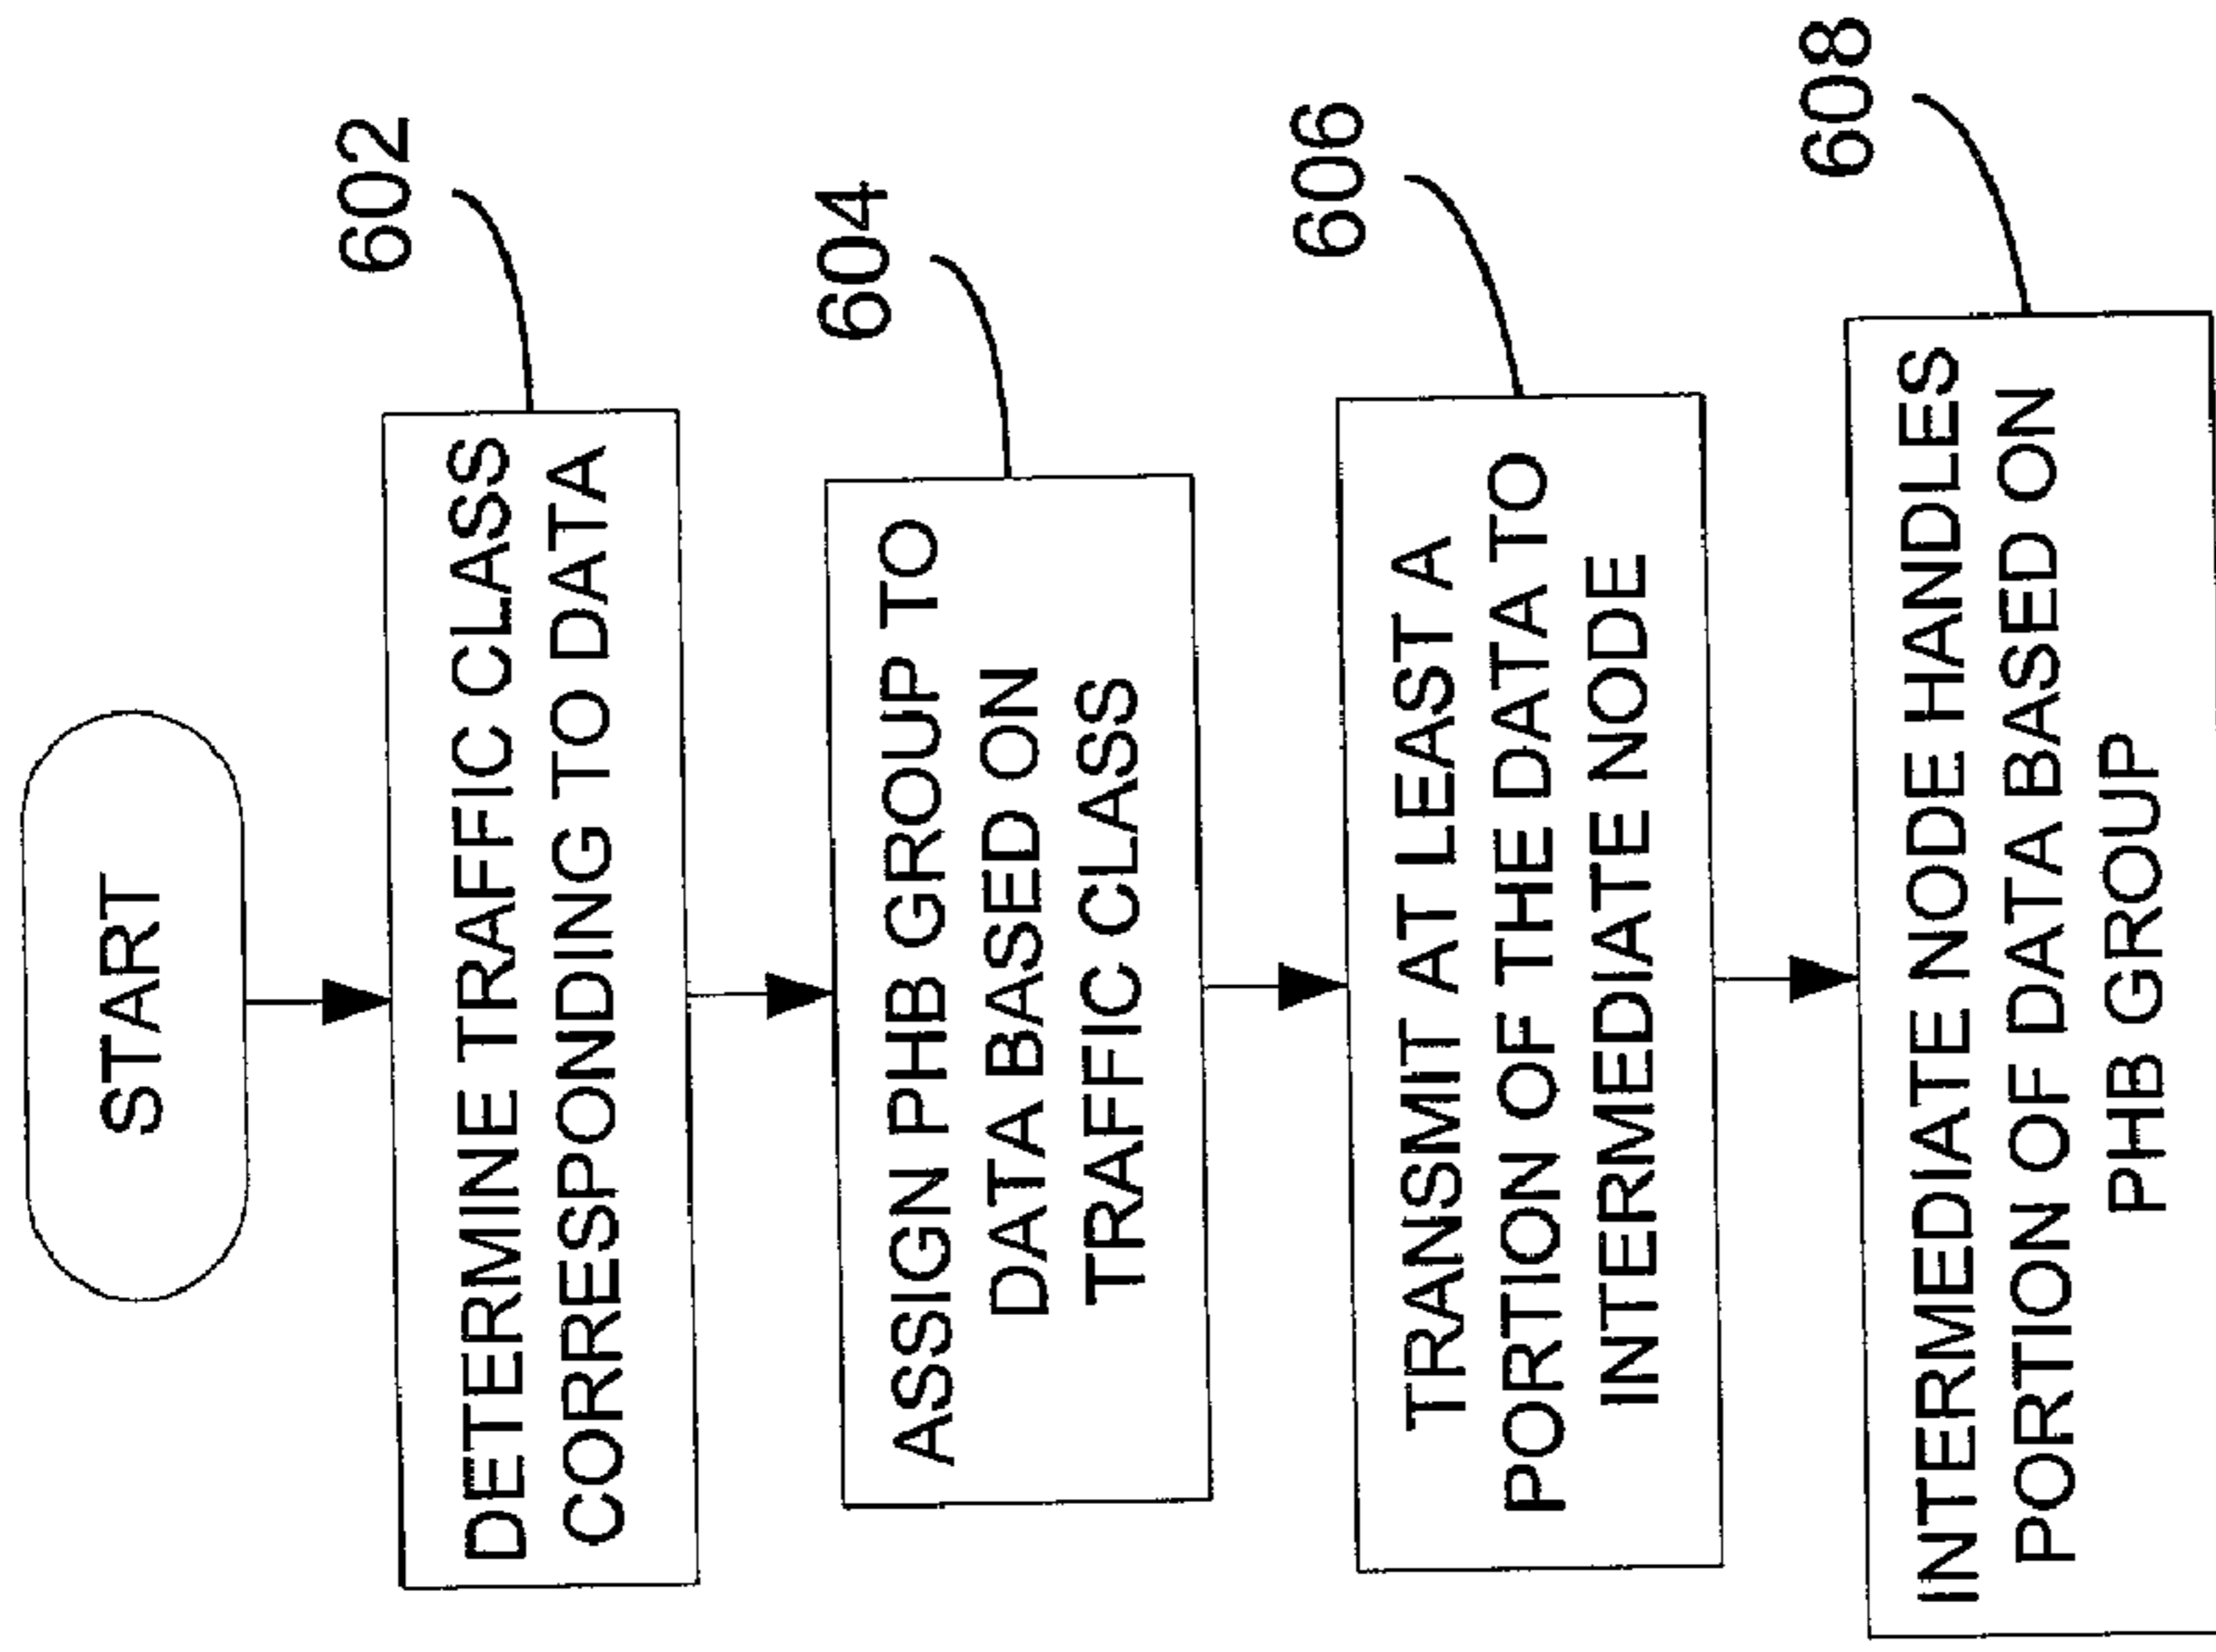 START
602
DETERMINE TRAFFIC CLASS
CORRESPONDING TO DATA
604
ASSIGN PHB GROUP TO
DATA BASED ON
TRAFFIC CLASS
606
TRANSMIT AT LEAST A
PORTION OF THE DATA TO
INTERMEDIATE NODE
608
INTERMEDIATE NODE HANDLES
PORTION OF DATA BASED ON
PHB GROUP